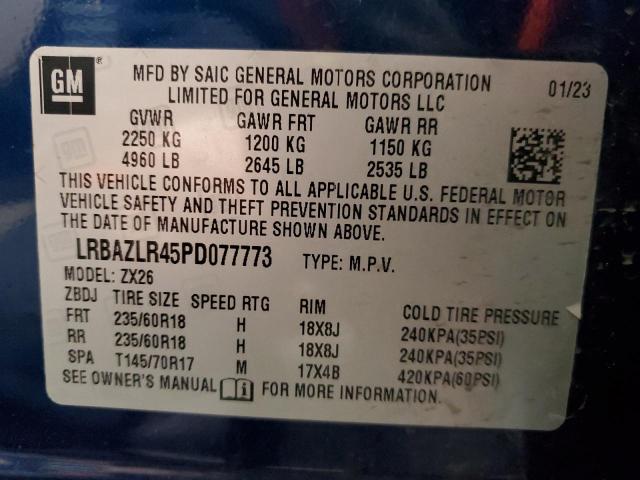 GM ®
MFD BY SAIC GENERAL MOTORS CORPORATION 01/23
LIMITED FOR GENERAL MOTORS LLC
GVWR GAWR FRT GAWR RR
2250 KG 1200 KG 1150 KG
4960 LB 2645 LB 2535 LB
THIS VEHICLE CONFORMS TO ALL APPLICABLE U.S. FEDERAL MOTOR
VEHICLE SAFETY AND THEFT PREVENTION STANDARDS IN EFFECT ON
THE DATE OF MANUFACTURE SHOWN ABOVE.
LRBAZLR45PD077773 TYPE: M.P.V.
MODEL: ZX26
ZBDJ TIRE SIZE SPEED RTG RIM COLD TIRE PRESSURE
FRT 235/60R18 H 18X8J 240KPA(35PSI)
RR 235/60R18 H 18X8J 240KPA(35PSI)
SPA T145/70R17 M 17X4B 420KPA(60PSI)
SEE OWNER'S MANUAL FOR MORE INFORMATION.